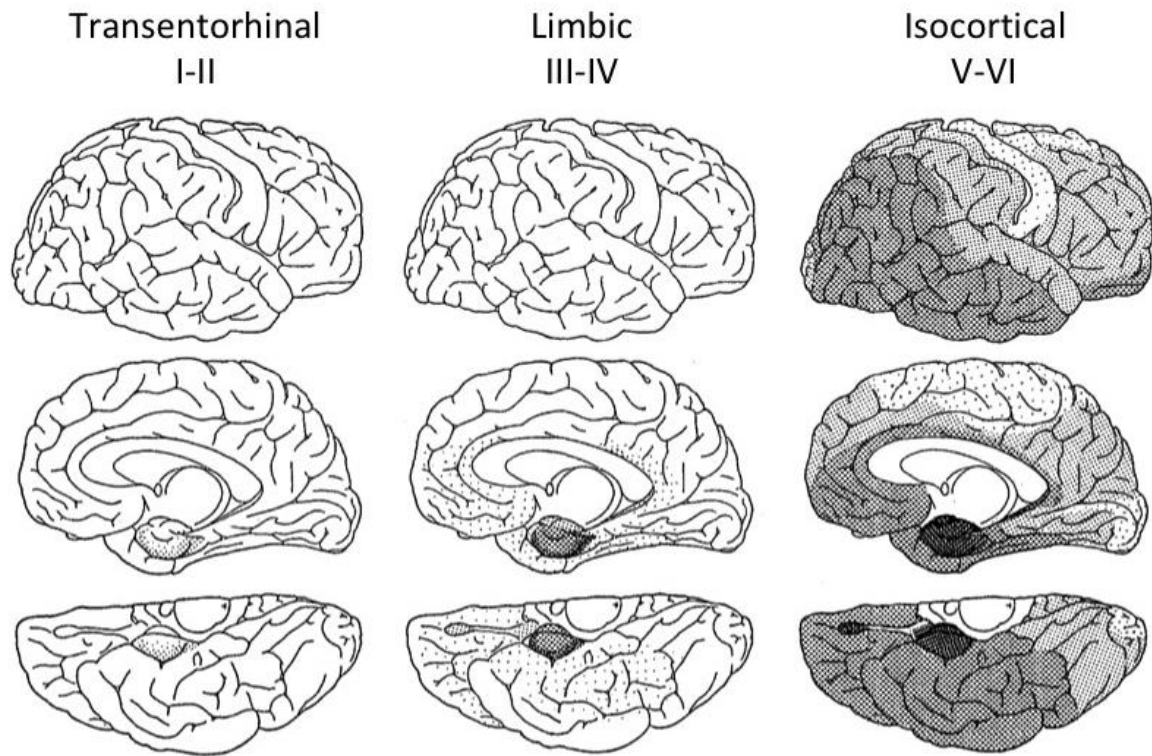 Transentorhinal
I-II
Limbic
III-IV
Isocortical
V-VI